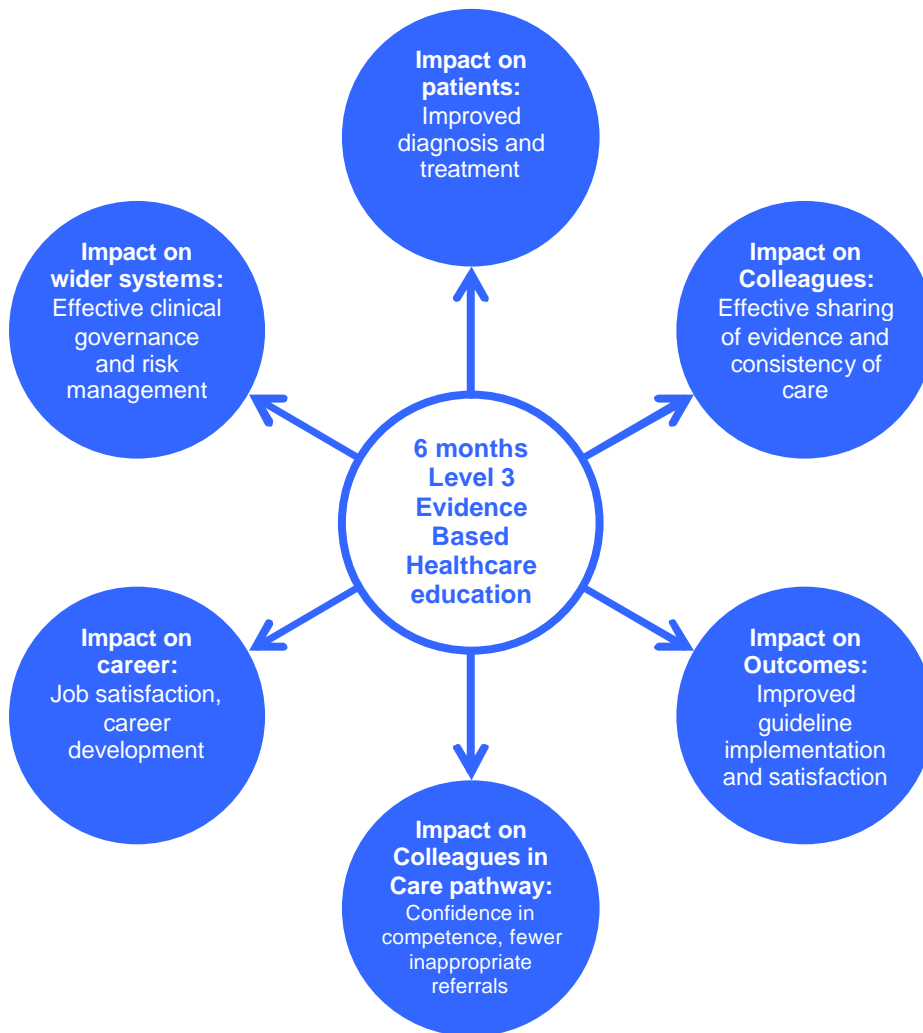 Impact on
patients:
Improved
diagnosis and
treatment
Impact on
wider systems:
Effective clinical
governance
and risk
management
Impact on
Colleagues:
Effective sharing
of evidence and
consistency of
care
6 months
Level 3
Evidence
Based
Healthcare
education
Impact on
career:
Job satisfaction,
career
development
Impact on
Outcomes:
Improved
guideline
implementation
and satisfaction
Impact on
Colleagues in
Care pathway:
Confidence in
competence, fewer
inappropriate
referrals